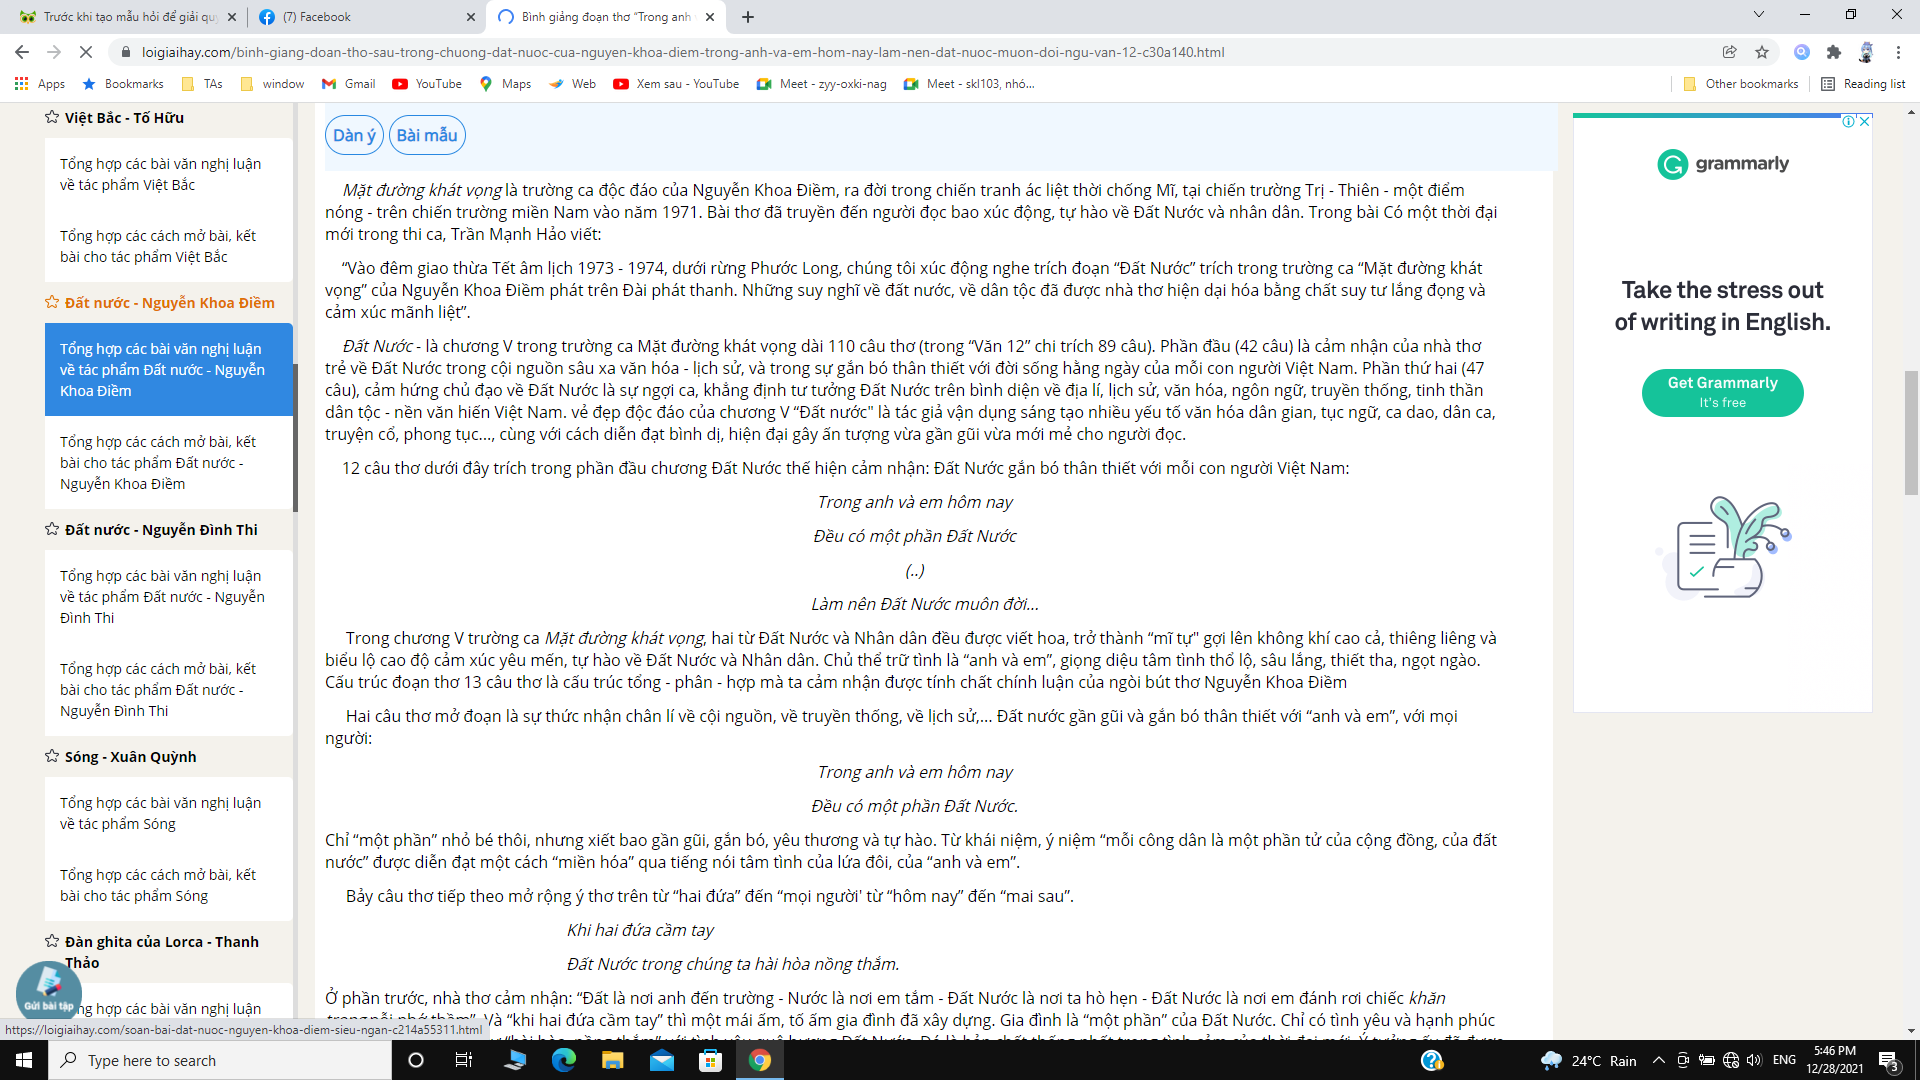 Trước khi tạo mẫu hỏi để giải quy
(7) Facebook
Bình giảng đoạn thơ “Trong anh
loigiaihay.com/binh-giang-doan-tho-sau-trong-chuong-dat-nuoc-cua-nguyen-khoa-diem-trong-anh-va-em-hom-nay-lam-nen-dat-nuoc-muon-doi-ngu-van-12-c30a140.html
Apps
Bookmarks
TAs
window
Gmail
YouTube
Maps
Web
Xem sau - YouTube
Meet - zyy-oxki-nag
Meet - skl103, nhó...
Other bookmarks
Reading list
Việt Bắc - Tố Hữu
Tổng hợp các bài văn nghị luận
về tác phẩm Việt Bắc
Tổng hợp các cách mở bài, kết
bài cho tác phẩm Việt Bắc
Đất nước - Nguyễn Khoa Điềm
Tổng hợp các bài văn nghị luận
về tác phẩm Đất nước - Nguyễn
Khoa Điềm
Tổng hợp các cách mở bài, kết
bài cho tác phẩm Đất nước -
Nguyễn Khoa Điềm
Đất nước - Nguyễn Đình Thi
Tổng hợp các bài văn nghị luận
về tác phẩm Đất nước - Nguyễn
Đình Thi
Tổng hợp các cách mở bài, kết
bài cho tác phẩm Đất nước -
Nguyễn Đình Thi
Sóng - Xuân Quỳnh
Tổng hợp các bài văn nghị luận
về tác phẩm Sóng
Tổng hợp các cách mở bài, kết
bài cho tác phẩm Sóng
Đàn ghita của Lorca - Thanh
Thảo
hợp các bài văn nghị luận
Gửi bài tập
https://loigiaihay.com/soan-bai-dat-nuoc-nguyen-khoa-diem-sieu-ngan-c214a55311.html
Dàn ý
Bài mẫu
Mặt đường khát vọng là trường ca độc đáo của Nguyễn Khoa Điềm, ra đời trong chiến tranh ác liệt thời chống Mĩ, tại chiến trường Trị - Thiên - một điểm
nóng - trên chiến trường miền Nam vào năm 1971. Bài thơ đã truyền đến người đọc bao xúc động, tự hào về Đất Nước và nhân dân. Trong bài Có một thời đại
mới trong thi ca, Trần Mạnh Hảo viết:
“Vào đêm giao thừa Tết âm lịch 1973 - 1974, dưới rừng Phước Long, chúng tôi xúc động nghe trích đoạn “Đất Nước” trích trong trường ca “Mặt đường khát
vọng” của Nguyễn Khoa Điềm phát trên Đài phát thanh. Những suy nghĩ về đất nước, về dân tộc đã được nhà thơ hiện dại hóa bằng chất suy tư lắng đọng và
cảm xúc mãnh liệt”.
Đất Nước - là chương V trong trường ca Mặt đường khát vọng dài 110 câu thơ (trong “Văn 12” chi trích 89 câu). Phần đầu (42 câu) là cảm nhận của nhà thơ
trẻ về Đất Nước trong cội nguồn sâu xa văn hóa - lịch sử, và trong sự gắn bó thân thiết với đời sống hằng ngày của mỗi con người Việt Nam. Phần thứ hai (47
câu), cảm hứng chủ đạo về Đất Nước là sự ngợi ca, khẳng định tư tưởng Đất Nước trên bình diện về địa lí, lịch sử, văn hóa, ngôn ngữ, truyền thống, tinh thần
dân tộc - nền văn hiến Việt Nam. vẻ đẹp độc đáo của chương V “Đất nước" là tác giả vận dụng sáng tạo nhiều yếu tố văn hóa dân gian, tục ngữ, ca dao, dân ca,
truyện cổ, phong tục..., cùng với cách diễn đạt bình dị, hiện đại gây ấn tượng vừa gần gũi vừa mới mẻ cho người đọc.
12 câu thơ dưới đây trích trong phần đầu chương Đất Nước thế hiện cảm nhận: Đất Nước gắn bó thân thiết với mỗi con người Việt Nam:
Trong anh và em hôm nay
Đều có một phần Đất Nước
(..)
Làm nên Đất Nước muôn đời...
Trong chương V trường ca Mặt đường khát vọng, hai từ Đất Nước và Nhân dân đều được viết hoa, trở thành “mĩ tự" gợi lên không khí cao cả, thiêng liêng và
biểu lộ cao độ cảm xúc yêu mến, tự hào về Đất Nước và Nhân dân. Chủ thể trữ tình là “anh và em”, giọng diệu tâm tình thổ lộ, sâu lắng, thiết tha, ngọt ngào.
Cấu trúc đoạn thơ 13 câu thơ là cấu trúc tổng - phân - hợp mà ta cảm nhận được tính chất chính luận của ngòi bút thơ Nguyễn Khoa Điềm
Hai câu thơ mở đoạn là sự thức nhận chân lí về cội nguồn, về truyền thống, về lịch sử,... Đất nước gần gũi và gắn bó thân thiết với “anh và em”, với mọi
người:
Trong anh và em hôm nay
Đều có một phần Đất Nước.
Chỉ “một phần” nhỏ bé thôi, nhưng xiết bao gần gũi, gắn bó, yêu thương và tự hào. Từ khái niệm, ý niệm “mỗi công dân là một phần tử của cộng đồng, của đất
nước” được diễn đạt một cách “miền hóa” qua tiếng nói tâm tình của lứa đôi, của “anh và em”.
Bảy câu thơ tiếp theo mở rộng ý thơ trên từ “hai đứa” đến “mọi người' từ “hôm nay” đến “mai sau”.
Khi hai đứa cầm tay
Đất Nước trong chúng ta hài hòa nồng thắm.
Ở phần trước, nhà thơ cảm nhận: “Đất là nơi anh đến trường - Nước là nơi em tắm - Đất Nước là nơi ta hò hẹn - Đất Nước là nơi em đánh rơi chiếc khăn
Và “khi hai đứa cầm tay” thì một mái ấm, tổ ấm gia đình đã xây dựng. Gia đình là “một phần” của Đất Nước. Chỉ có tình yêu và hạnh phúc
grammarly
Take the stress out
of writing in English.
Get Grammarly
It's free
Type here to search
24°C Rain
ENG
5:46 PM
12/28/2021
3